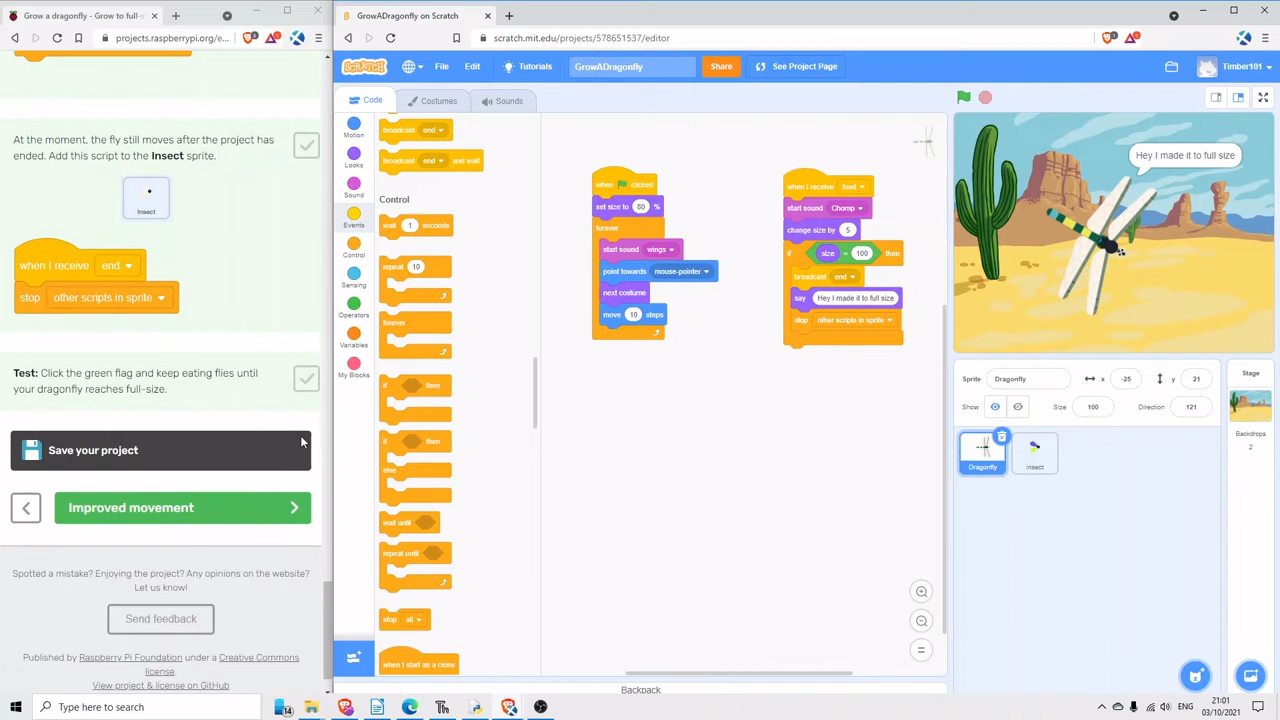 Grow a dragonfly - Grow to full-s
GrowADragonfly on Scratch
projects.raspberrypi.org/e...
scratch.mit.edu/projects/578651537/editor
SCRATCH
File
Edit
Tutorials
GrowADragonfly
Share
See Project Page
Timber101
Code
Costumes
Sounds
At the moment, the fly still moves after the project has
ended. Add this script to the Insect sprite.
Insect
when I receive end
stop other scripts in sprite
Test: Click the green flag and keep eating flies until
your dragonfly reaches full-size.
Save your project
Improved movement
Spotted a mistake? Enjoying the project? Any opinions on the website?
Let us know!
Send feedback
Published by Raspberry Pi Foundation under a Creative Commons
license.
View project & license on GitHub
Motion
Looks
Sound
Events
Control
Sensing
Operators
Variables
My Blocks
broadcast end
broadcast end and wait
Control
wait 1 seconds
repeat 10
forever
if then
if then
else
wait until
repeat until
stop all
when I start as a clone
when clicked
set size to 80 %
forever
start sound wings
point towards mouse-pointer
next costume
move 10 steps
when I receive food
start sound Chomp
change size by 5
if size = 100 then
broadcast end
say Hey I made it to full size
stop other scripts in sprite
Backpack
Hey I made it to full size
Sprite Dragonfly x -25 y 21
Show Size 100 Direction 121
Dragonfly
insect
Stage
Backdrops
2
Type here to search
14
ENG
21:01
03/10/2021